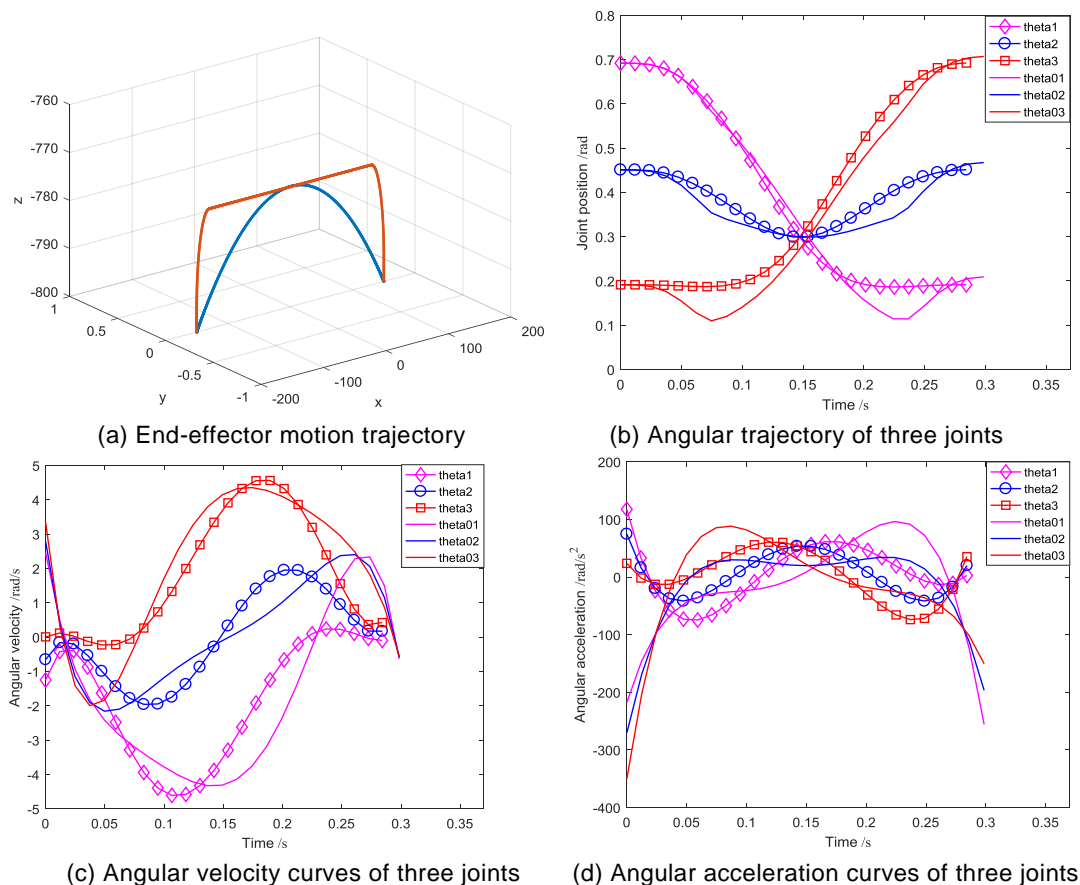 -760
-770
-780
-790
-800
z
1
0.5
0
-0.5
-1
y
-200
-100
0
100
200
x
(a) End-effector motion trajectory
0.8
0.7
0.6
0.5
0.4
0.3
0.2
0.1
0
Joint position /rad
0
0.05
0.1
0.15
0.2
0.25
0.3
0.35
Time /s
theta1
theta2
theta3
theta01
theta02
theta03
(b) Angular trajectory of three joints
5
4
3
2
1
0
-1
-2
-3
-4
-5
Angular velocity /rad/s
0
0.05
0.1
0.15
0.2
0.25
0.3
0.35
Time /s
theta1
theta2
theta3
theta01
theta02
theta03
(c) Angular velocity curves of three joints
200
100
0
-100
-200
-300
-400
Angular acceleration /rad/s²
0
0.05
0.1
0.15
0.2
0.25
0.3
0.35
Time /s
theta1
theta2
theta3
theta01
theta02
theta03
(d) Angular acceleration curves of three joints